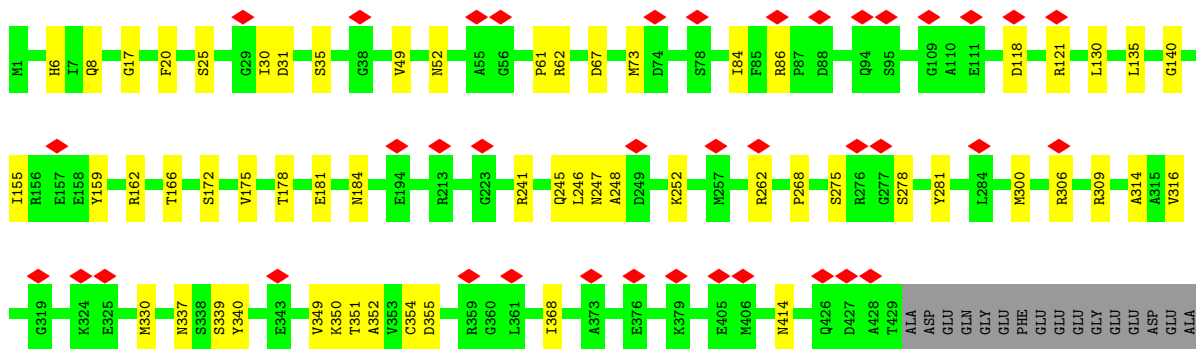 M1 H6 I7 Q8 G17 F20 S25 G29 I30 D31 S35 G38 V49 N52 A55 G56 P61 R62 D67 M73 D74 S78 I84 F85 R86 P87 D88 Q94 S95 G109 A110 E111 D118 R121 L130 L135 G140
I155 R156 E157 E158 Y159 R162 T166 S172 V175 T178 E181 N184 E194 R213 G223 R241 Q245 L246 N247 A248 D249 K252 M257 R262 P268 S275 R276 G277 S278 Y281 L284 M300 R306 R309 A314 A315 V316
G319 K324 E325 M330 N337 S338 S339 Y340 E343 V349 K350 T351 A352 V353 C354 D355 R359 G360 L361 I368 A373 E376 K379 E405 M406 N414 Q426 D427 A428 T429 ALA ASP GLU GLN GLY GLU PHE GLU GLU GLU GLY GLU GLU ASP GLU ALA